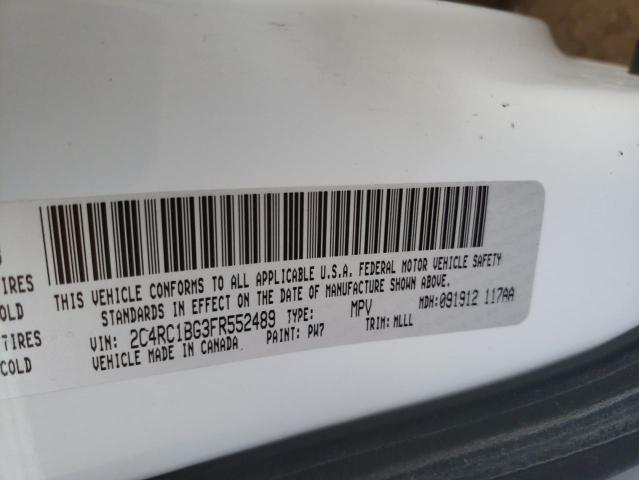 IRES
OLD
TIRES
COLD
THIS VEHICLE CONFORMS TO ALL APPLICABLE U.S.A. FEDERAL MOTOR VEHICLE SAFETY
STANDARDS IN EFFECT ON THE DATE OF MANUFACTURE SHOWN ABOVE.
VIN: 2C4RC1BG3FR552489 TYPE: MPV MDH:091912 117AA
VEHICLE MADE IN CANADA PAINT: PW7 TRIM: MLLL